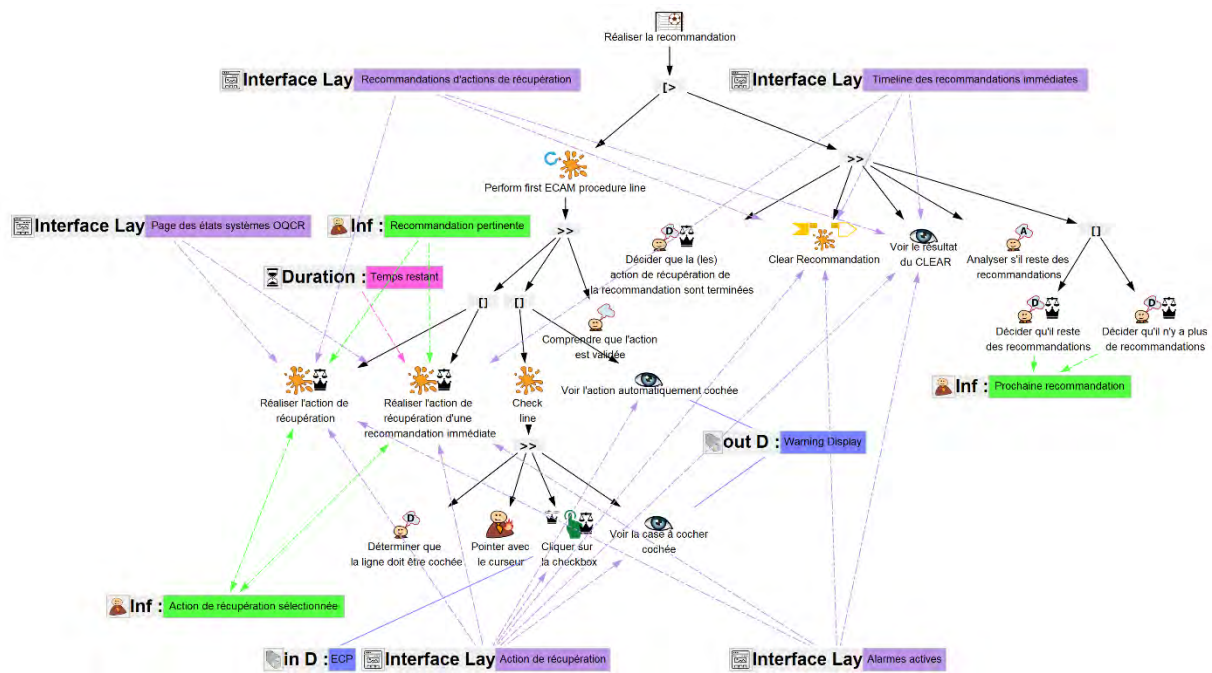 Réaliser la recommandation
Interface Lay
Recommandations d'actions de récupération
Interface Lay
Timeline des recommandations immédiates
[>
Perform first ECAM procedure line
>>
Interface Lay
Page des états systèmes OQCR
Inf :
Recommandation pertinente
>>
D
Décider que la (les)
action de récupération de
la recommandation sont terminées
Clear Recommandation
Voir le résultat
du CLEAR
A
Analyser s'il reste des
recommandations
[]
Duration :
Temps restant
[]
[]
Comprendre que l'action
est validée
D
Décider qu'il reste
des recommandations
D
Décider qu'il n'y a plus
de recommandations
Réaliser l'action de
récupération
Réaliser l'action de
récupération d'une
recommandation immédiate
Check
line
Voir l'action automatiquement cochée
Inf :
Prochaine recommandation
>>
out D :
Warning Display
D
Déterminer que
la ligne doit être cochée
Pointer avec
le curseur
Cliquer sur
la checkbox
Voir la case à cocher
cochée
Inf :
Action de récupération sélectionnée
in D :
ECP
Interface Lay
Action de récupération
Interface Lay
Alarmes actives